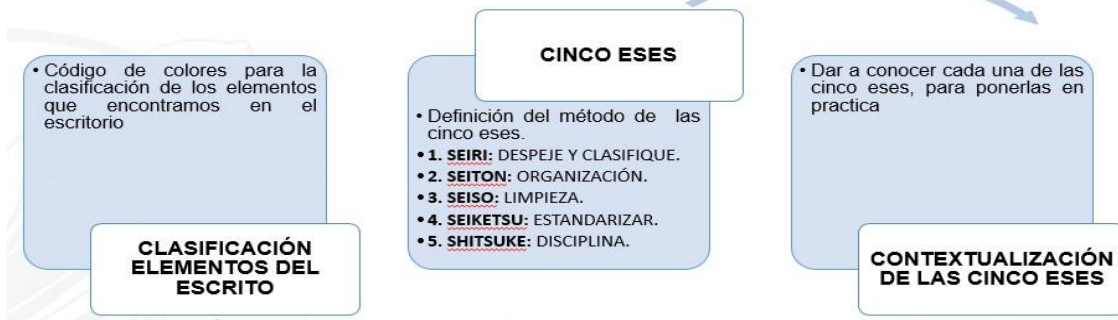 • Código de colores para la
clasificación de los elementos
que encontramos en el
escritorio
CLASIFICACIÓN
ELEMENTOS DEL
ESCRITO
CINCO ESES
• Definición del método de las
cinco eses.
• 1. SEIRI: DESPEJE Y CLASIFIQUE.
• 2. SEITON: ORGANIZACIÓN.
• 3. SEISO: LIMPIEZA.
• 4. SEIKETSU: ESTANDARIZAR.
• 5. SHITSUKE: DISCIPLINA.
• Dar a conocer cada una de las
cinco eses, para ponerlas en
practica
CONTEXTUALIZACIÓN
DE LAS CINCO ESES